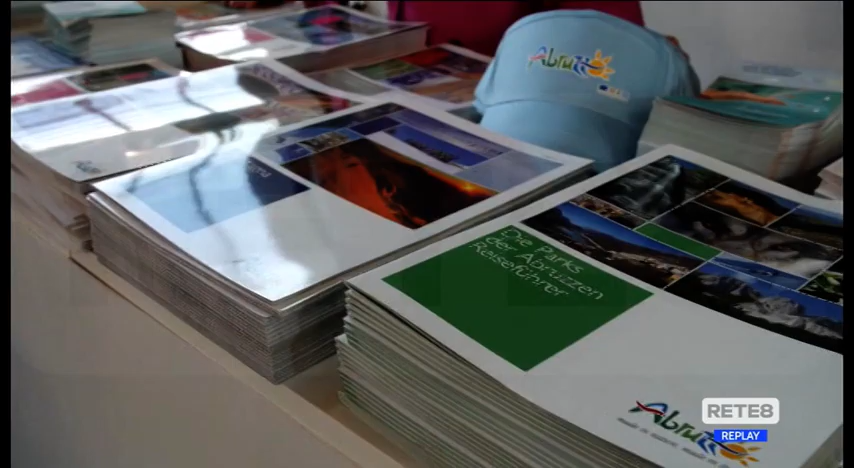 Abruzzo
Die Parks
der Abruzzen
Reiseführer
Abruzzo
RETE8
REPLAY